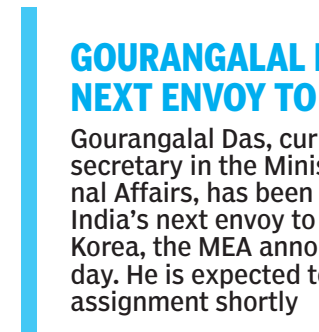 GOURANGALAL
NEXT ENVOY TO
Gourangalal Das, cur
secretary in the Minis
nal Affairs, has been
India's next envoy to
Korea, the MEA anno
day. He is expected t
assignment shortly